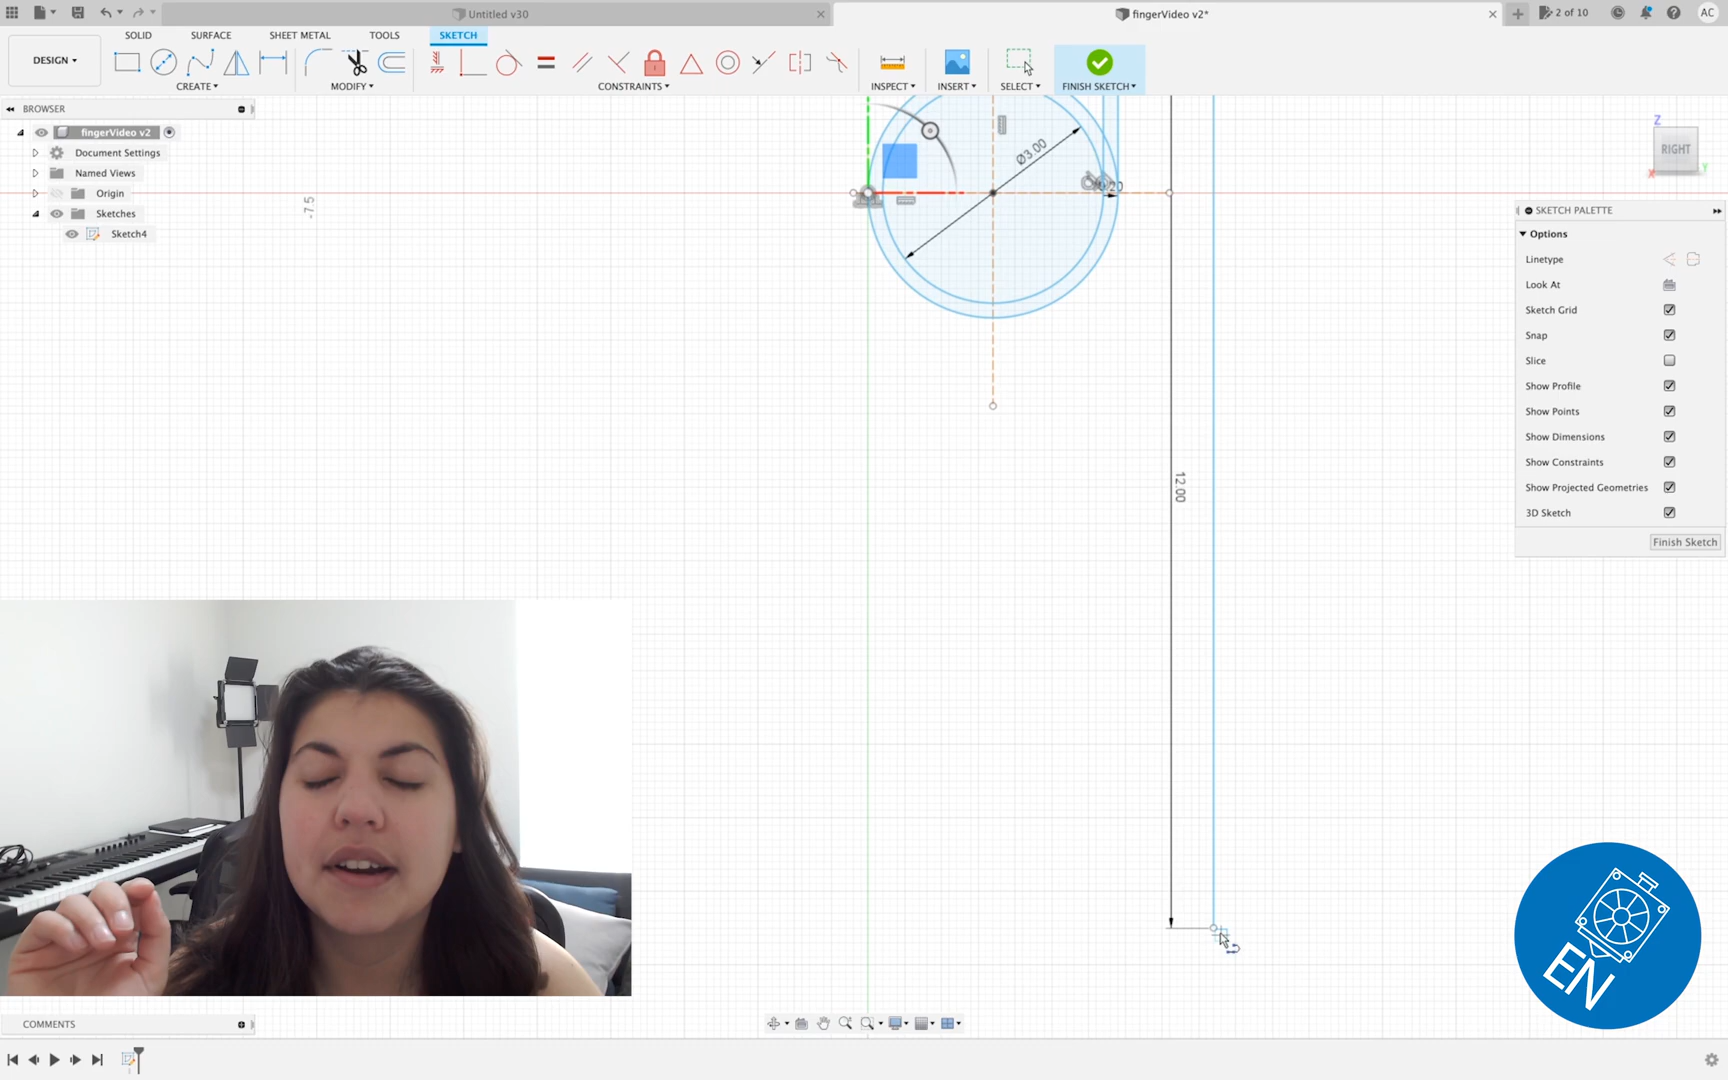 Untitled v30
fingerVideo v2*
2 of 10
AC
SOLID
SURFACE
SHEET METAL
TOOLS
SKETCH
DESIGN
CREATE
MODIFY
CONSTRAINTS
INSPECT
INSERT
SELECT
FINISH SKETCH
BROWSER
fingerVideo v2
Document Settings
Named Views
Origin
Sketches
Sketch4
-7.5
Ø3.00
12.00
Z
RIGHT
X
Y
SKETCH PALETTE
Options
Linetype
Look At
Sketch Grid
Snap
Slice
Show Profile
Show Points
Show Dimensions
Show Constraints
Show Projected Geometries
3D Sketch
Finish Sketch
EN
COMMENTS